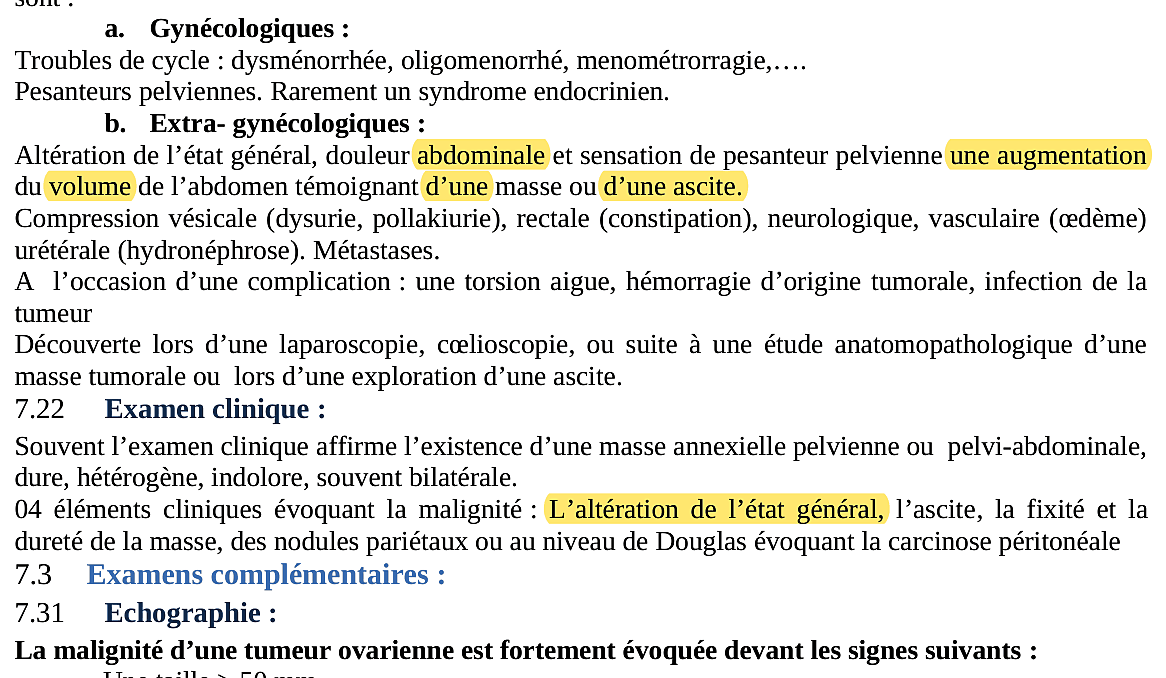 sont :
a. Gynécologiques :
Troubles de cycle : dysménorrhée, oligomenorrhé, menométrorragie,….
Pesanteurs pelviennes. Rarement un syndrome endocrinien.
b. Extra- gynécologiques :
Altération de l’état général, douleur abdominale et sensation de pesanteur pelvienne une augmentation
du volume de l’abdomen témoignant d’une masse ou d’une ascite.
Compression vésicale (dysurie, pollakiurie), rectale (constipation), neurologique, vasculaire (œdème)
urétérale (hydronéphrose). Métastases.
A l’occasion d’une complication : une torsion aigue, hémorragie d’origine tumorale, infection de la
tumeur
Découverte lors d’une laparoscopie, cœlioscopie, ou suite à une étude anatomopathologique d’une
masse tumorale ou lors d’une exploration d’une ascite.
7.22 Examen clinique :
Souvent l’examen clinique affirme l’existence d’une masse annexielle pelvienne ou pelvi-abdominale,
dure, hétérogène, indolore, souvent bilatérale.
04 éléments cliniques évoquant la malignité : L’altération de l’état général, l’ascite, la fixité et la
dureté de la masse, des nodules pariétaux ou au niveau de Douglas évoquant la carcinose péritonéale
7.3 Examens complémentaires :
7.31 Echographie :
La malignité d’une tumeur ovarienne est fortement évoquée devant les signes suivants :
Une taille > 50 mm